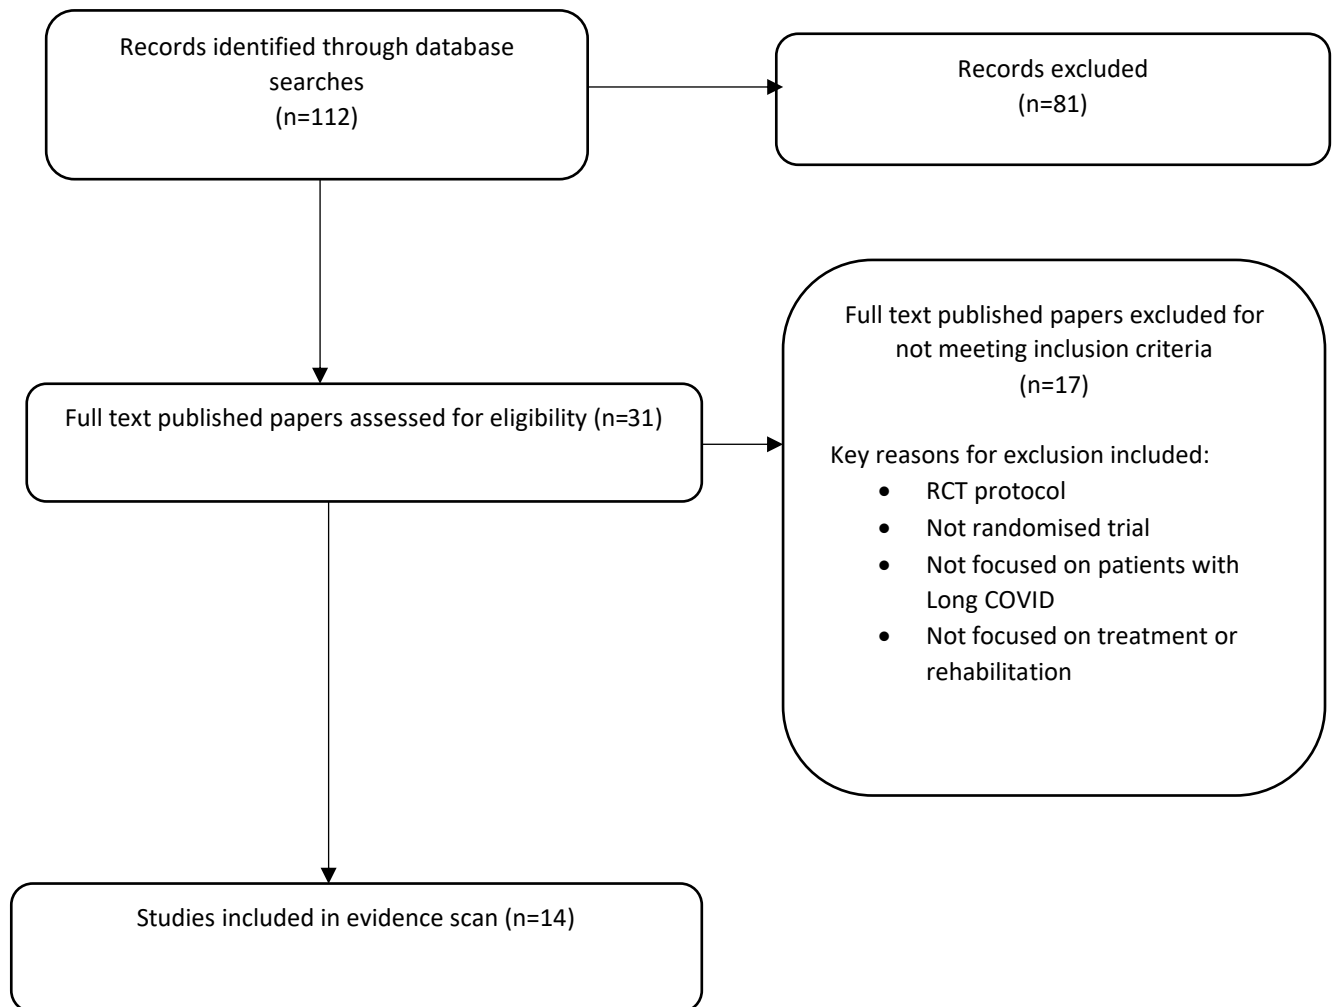 Records identified through database
searches
(n=112)
Records excluded
(n=81)
Full text published papers excluded for
not meeting inclusion criteria
(n=17)
Key reasons for exclusion included:
• RCT protocol
• Not randomised trial
• Not focused on patients with
Long COVID
• Not focused on treatment or
rehabilitation
Full text published papers assessed for eligibility (n=31)
Studies included in evidence scan (n=14)